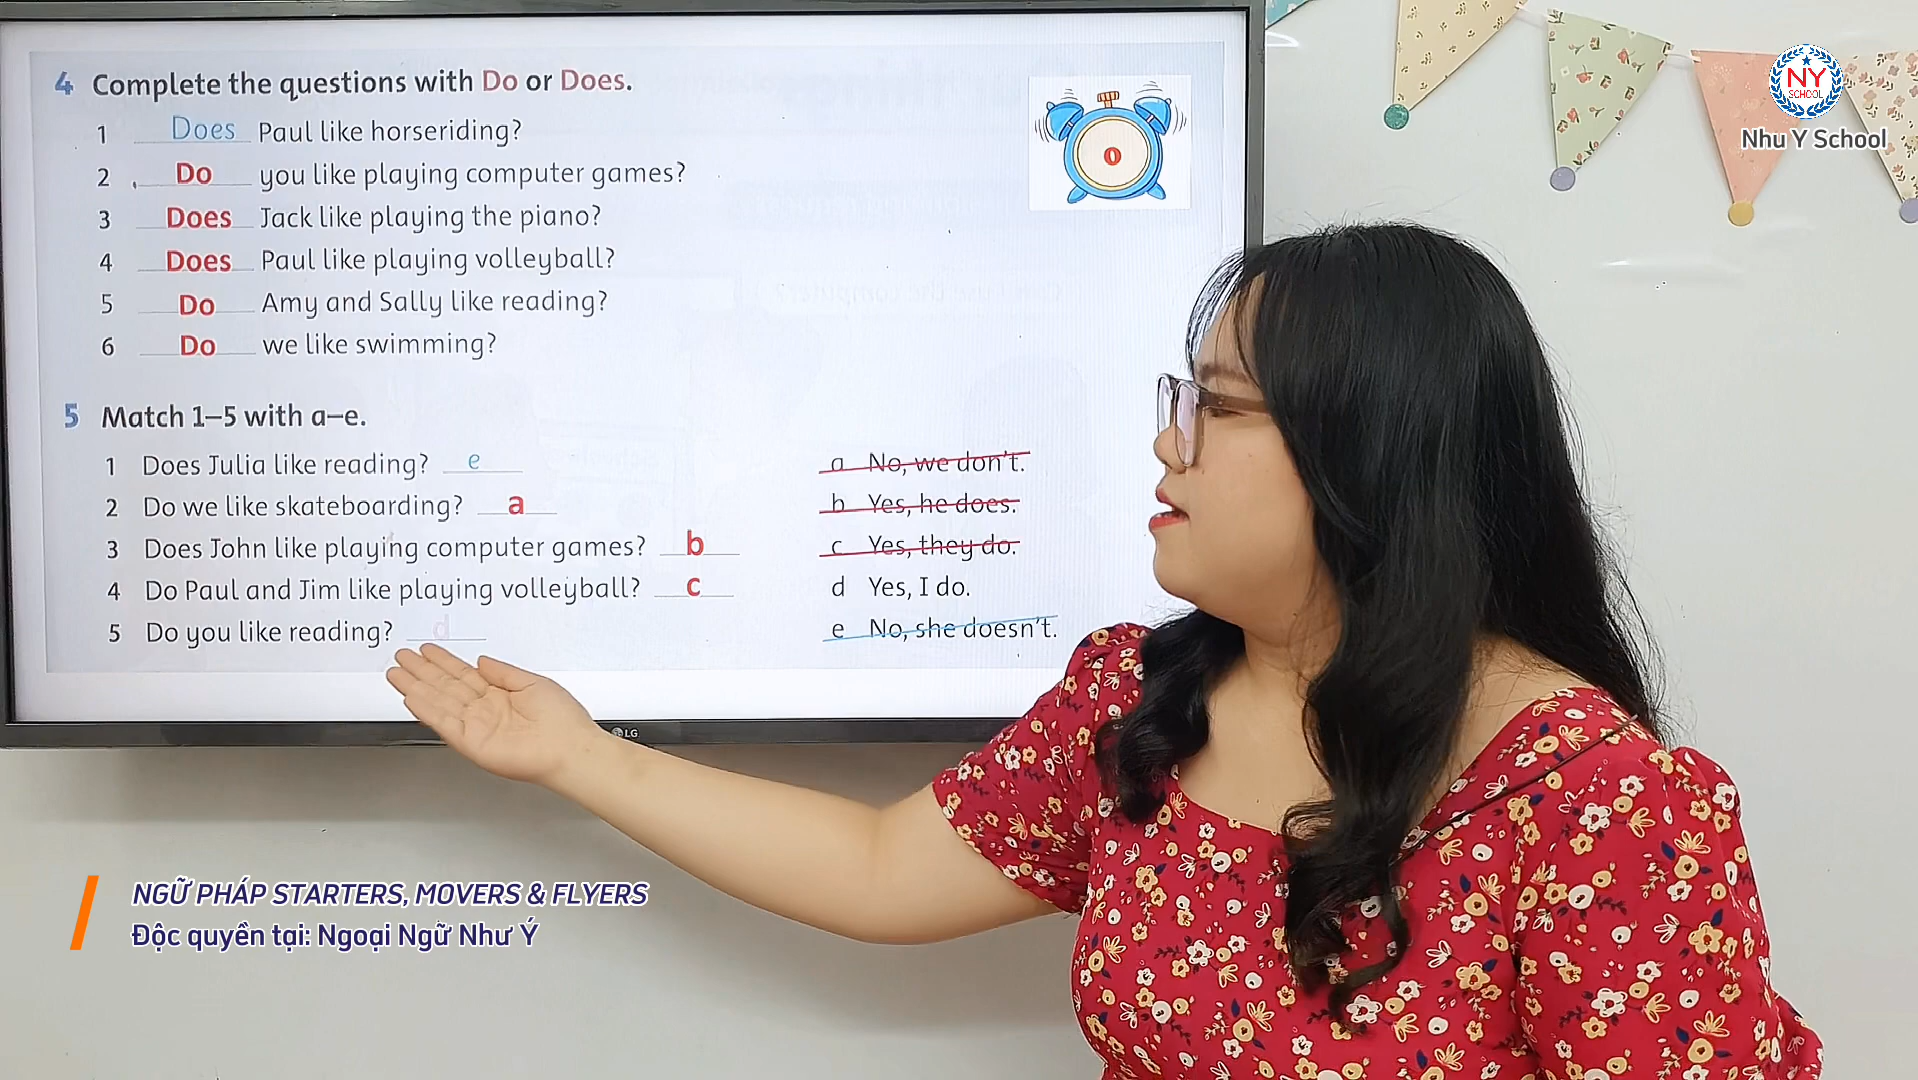 4 Complete the questions with Do or Does.
1 Does Paul like horseriding?
2 Do you like playing computer games?
3 Does Jack like playing the piano?
4 Does Paul like playing volleyball?
5 Do Amy and Sally like reading?
6 Do we like swimming?
0
5 Match 1–5 with a–e.
1 Does Julia like reading? e
2 Do we like skateboarding? a
3 Does John like playing computer games? b
4 Do Paul and Jim like playing volleyball? c
5 Do you like reading? d
a No, we don't.
b Yes, he does.
c Yes, they do.
d Yes, I do.
e No, she doesn't.
LG
NY
SCHOOL
Nhu Y School
NGỮ PHÁP STARTERS, MOVERS & FLYERS
Độc quyền tại: Ngoại Ngữ Như Ý